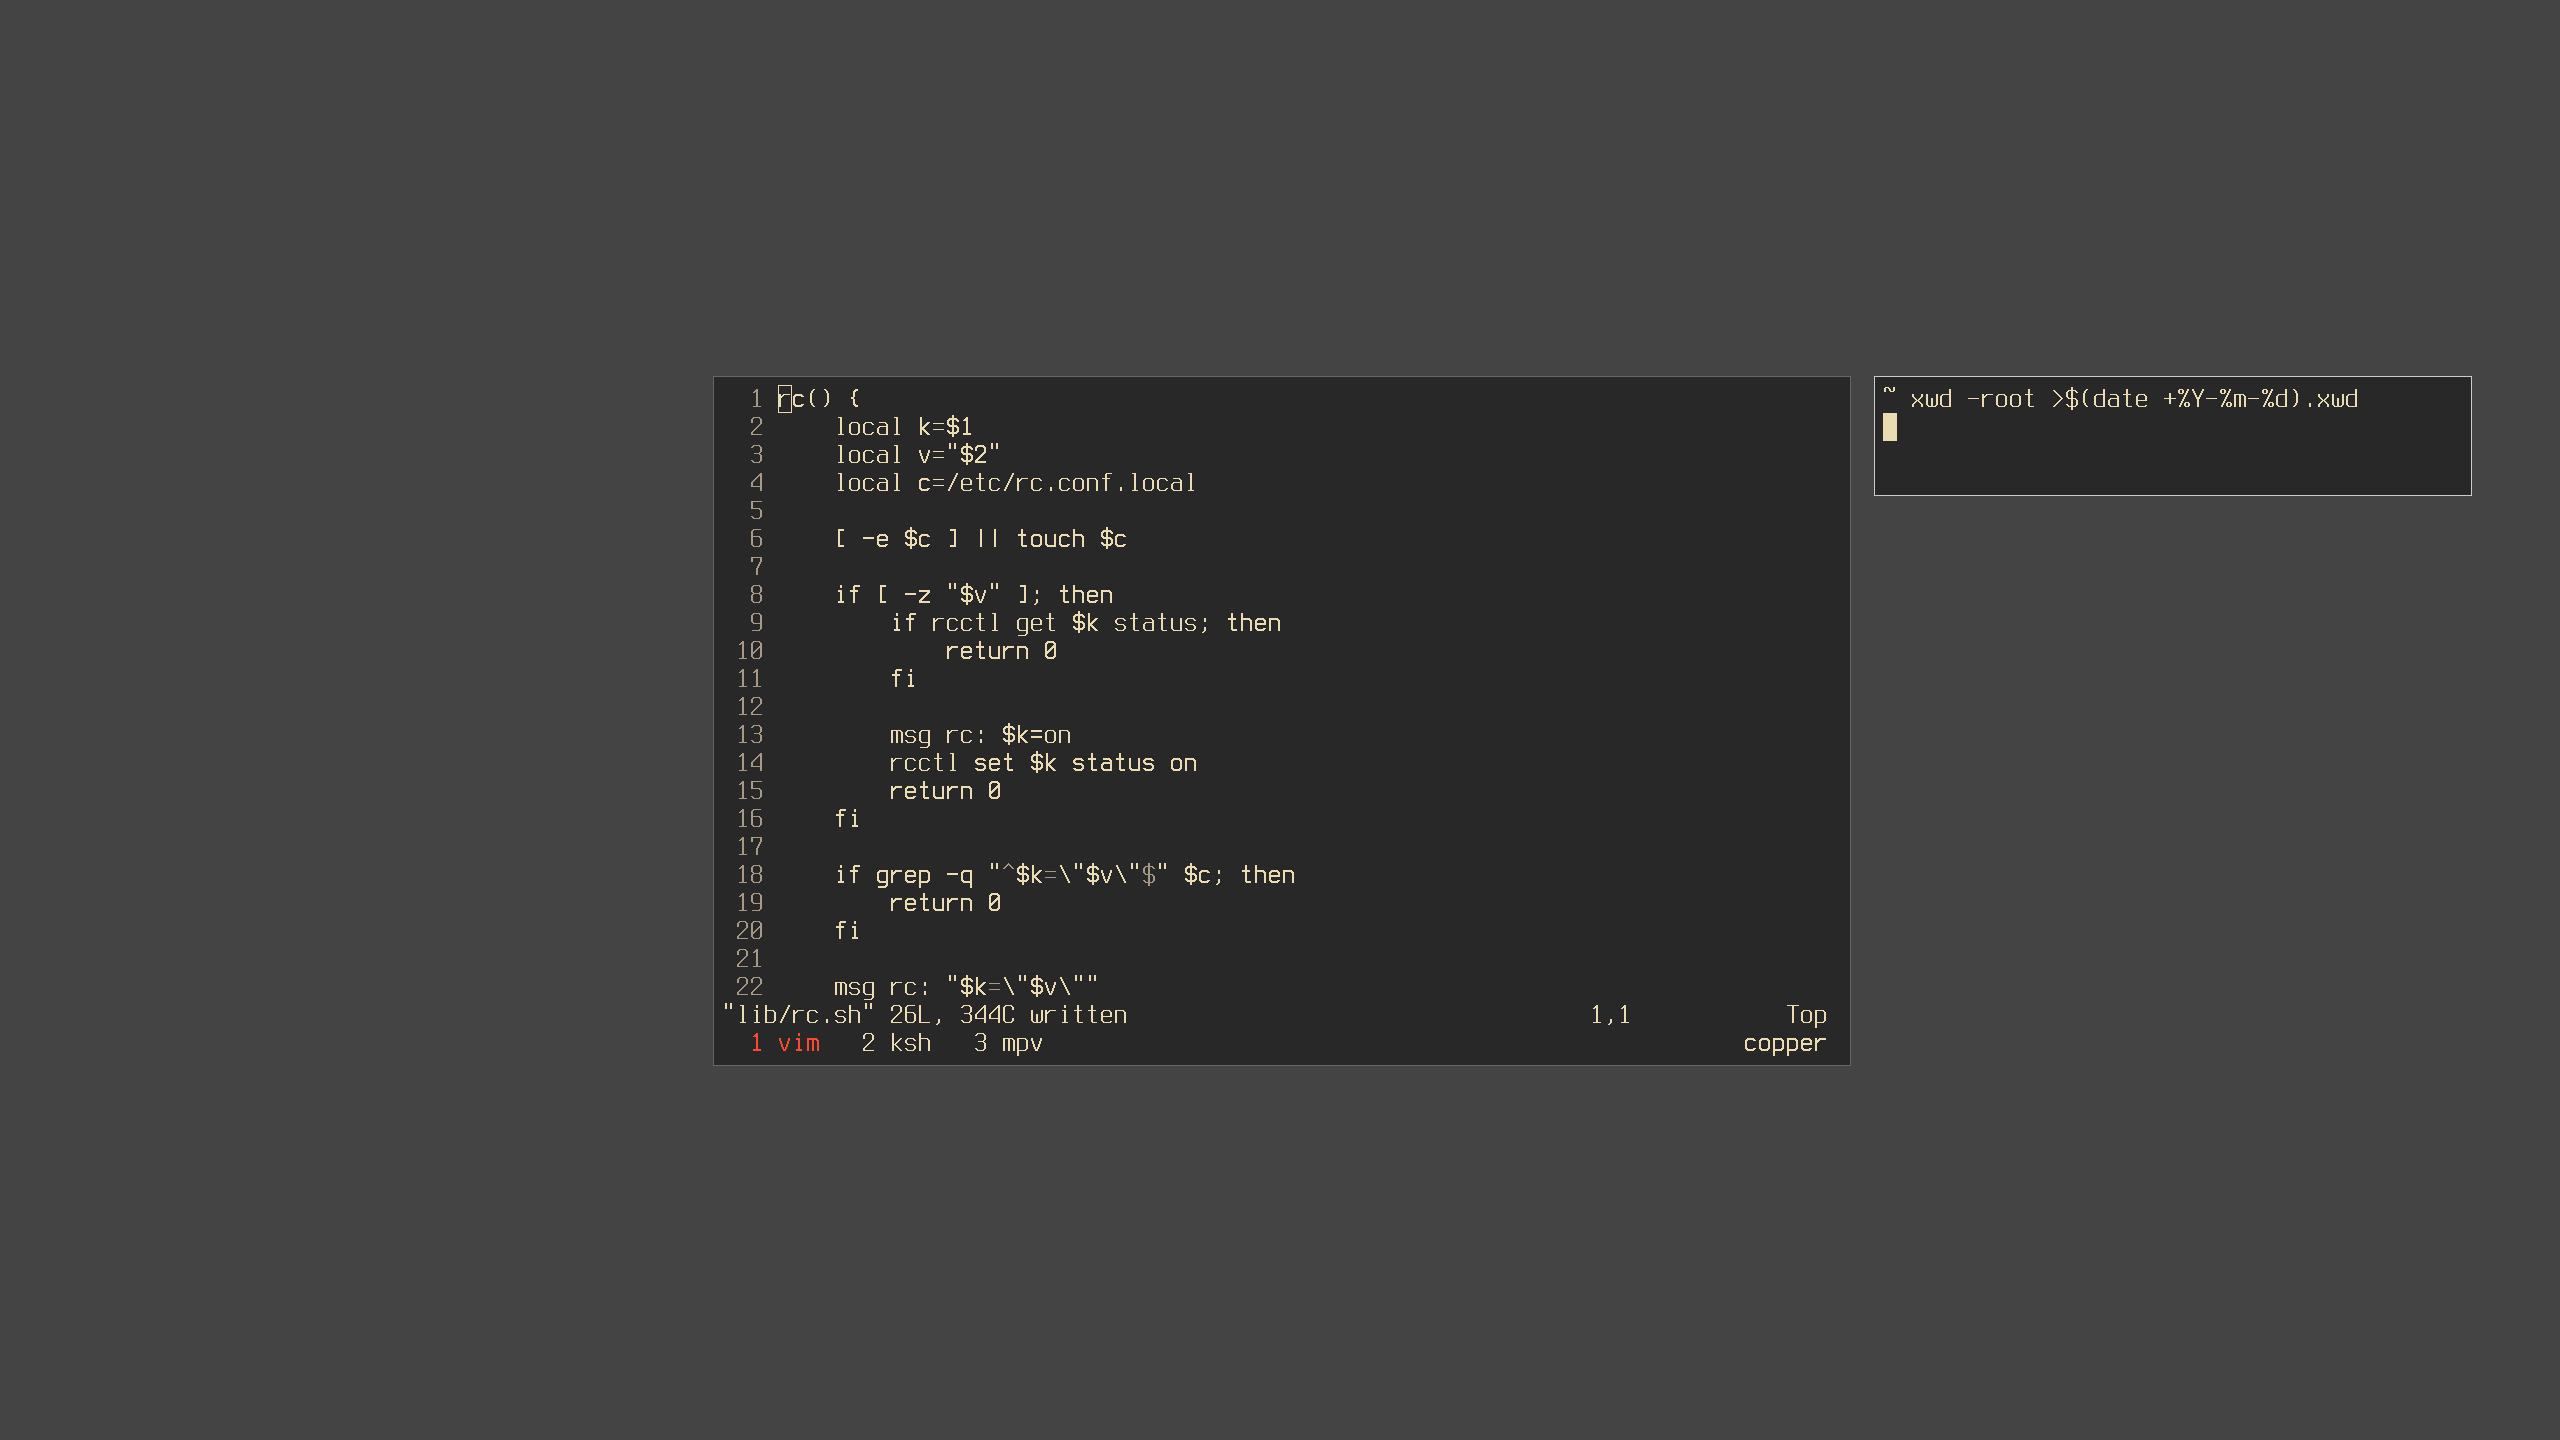 1 rc() {
2     local k=$1
3     local v="$2"
4     local c=/etc/rc.conf.local
5
6     [ -e $c ] || touch $c
7
8     if [ -z "$v" ]; then
9         if rcctl get $k status; then
10             return 0
11         fi
12
13         msg rc: $k=on
14         rcctl set $k status on
15         return 0
16     fi
17
18     if grep -q "^$k=\"$v\"$" $c; then
19         return 0
20     fi
21
22     msg rc: "$k=\"$v\""
"lib/rc.sh" 26L, 344C written 1,1 Top
1 vim 2 ksh 3 mpv copper
~ xwd -root >$(date +%Y-%m-%d).xwd